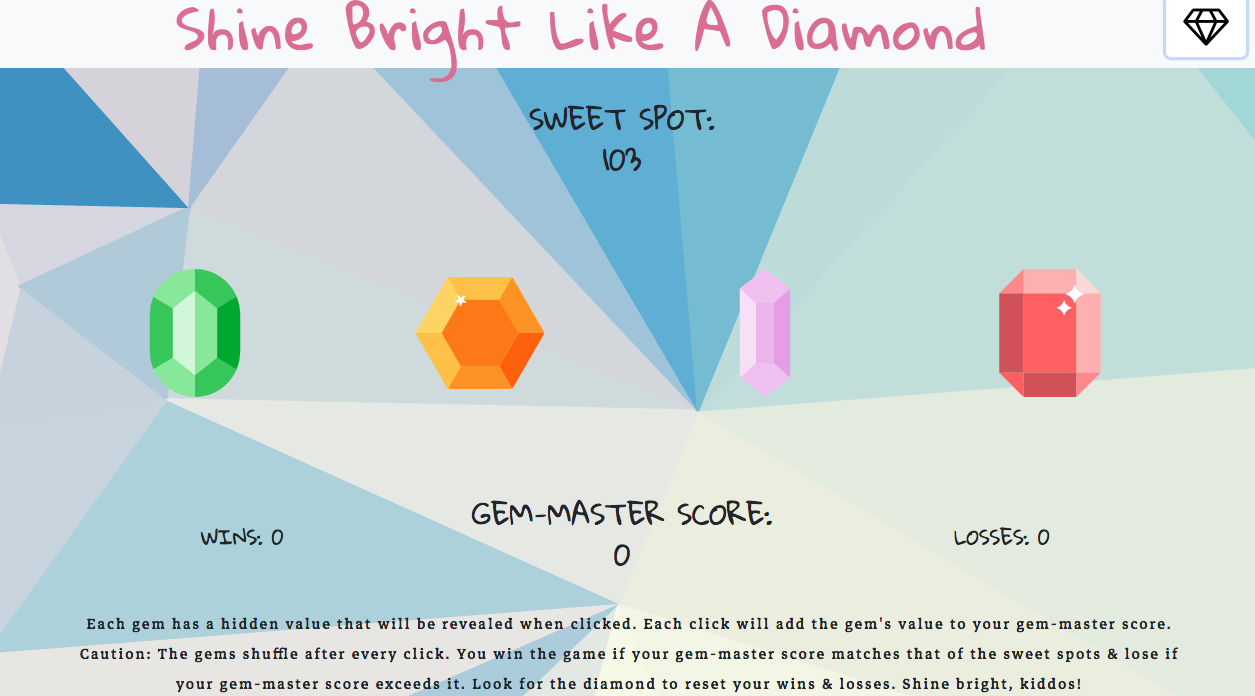 Shine Bright Like A Diamond
SWEET SPOT:
103
GEM-MASTER SCORE:
WINS: 0
0
LOSSES: 0
Each gem has a hidden value that will be revealed when clicked. Each click will add the gem's value to your gem-master score.
Caution: The gems shuffle after every click. You win the game if your gem-master score matches that of the sweet spots & lose if
your gem-master score exceeds it. Look for the diamond to reset your wins & losses. Shine bright, kiddos!